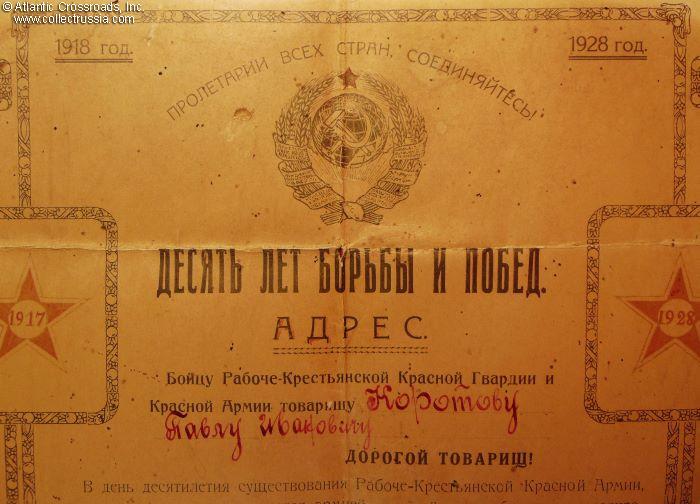 © Atlantic Crossroads, Inc.
www.collectrussia.com
1918 год.
1928 год.
ПРОЛЕТАРИИ ВСЕХ СТРАН, СОЕДИНЯЙТЕСЬ!
ДЕСЯТЬ ЛЕТ БОРЬБЫ И ПОБЕД.
АДРЕС.
1917
1928
Бойцу Рабоче-Крестьянской Красной Гвардии и
Красной Армии товарищу Коротову
Павлу Ивановичу
ДОРОГОЙ ТОВАРИЩ!
В день десятилетия существования Рабоче-Крестьянской Красной Армии,